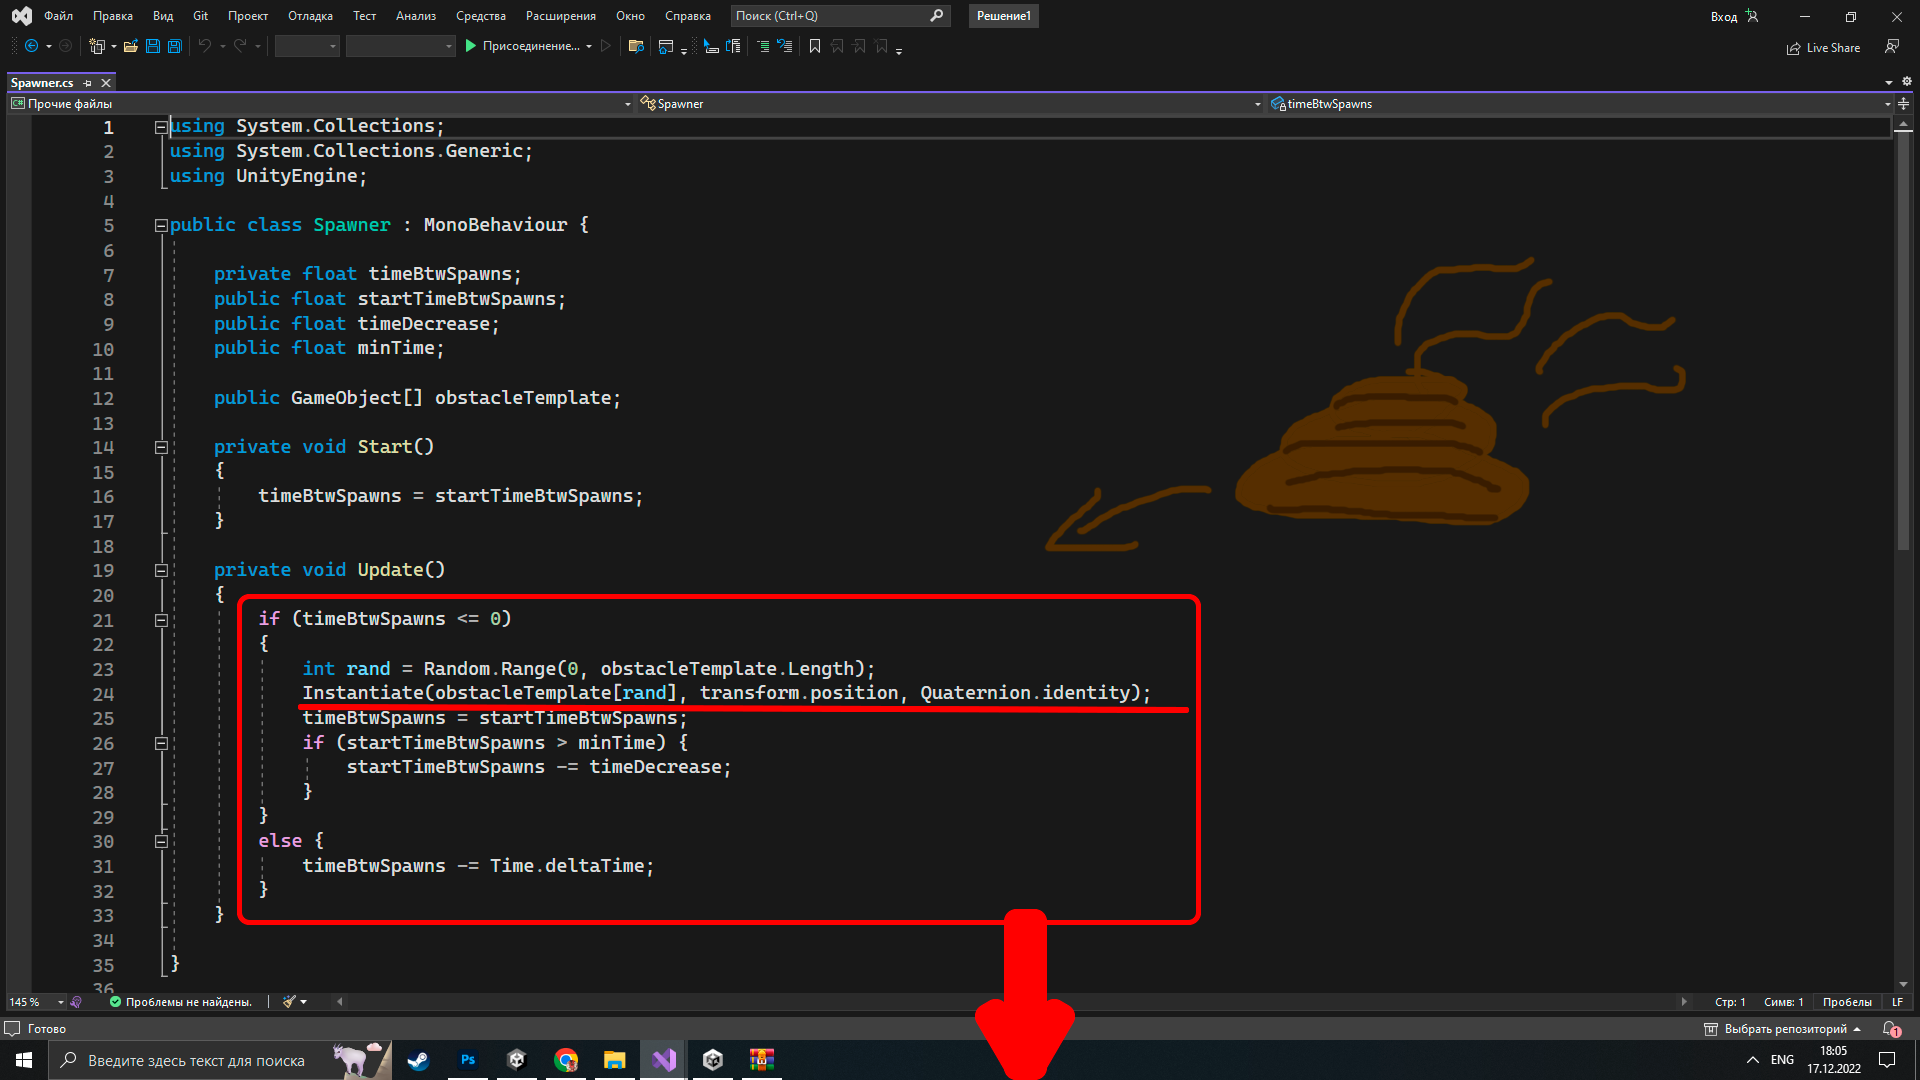 Файл Правка Вид Git Проект Отладка Тест Анализ Средства Расширения Окно Справка Поиск (Ctrl+Q) Решение1 Вход
Присоединение... Live Share
Spawner.cs
Прочие файлы Spawner timeBtwSpawns
1 using System.Collections;
2 using System.Collections.Generic;
3 using UnityEngine;
4
5 public class Spawner : MonoBehaviour {
6
7 private float timeBtwSpawns;
8 public float startTimeBtwSpawns;
9 public float timeDecrease;
10 public float minTime;
11
12 public GameObject[] obstacleTemplate;
13
14 private void Start()
15 {
16 timeBtwSpawns = startTimeBtwSpawns;
17 }
18
19 private void Update()
20 {
21 if (timeBtwSpawns <= 0)
22 {
23 int rand = Random.Range(0, obstacleTemplate.Length);
24 Instantiate(obstacleTemplate[rand], transform.position, Quaternion.identity);
25 timeBtwSpawns = startTimeBtwSpawns;
26 if (startTimeBtwSpawns > minTime) {
27 startTimeBtwSpawns -= timeDecrease;
28 }
29 }
30 else {
31 timeBtwSpawns -= Time.deltaTime;
32 }
33 }
34
35 }
36
145 % Проблемы не найдены. Стр: 1 Симв: 1 Пробелы LF
Готово Выбрать репозиторий 1
Введите здесь текст для поиска Ps ENG 18:05
17.12.2022